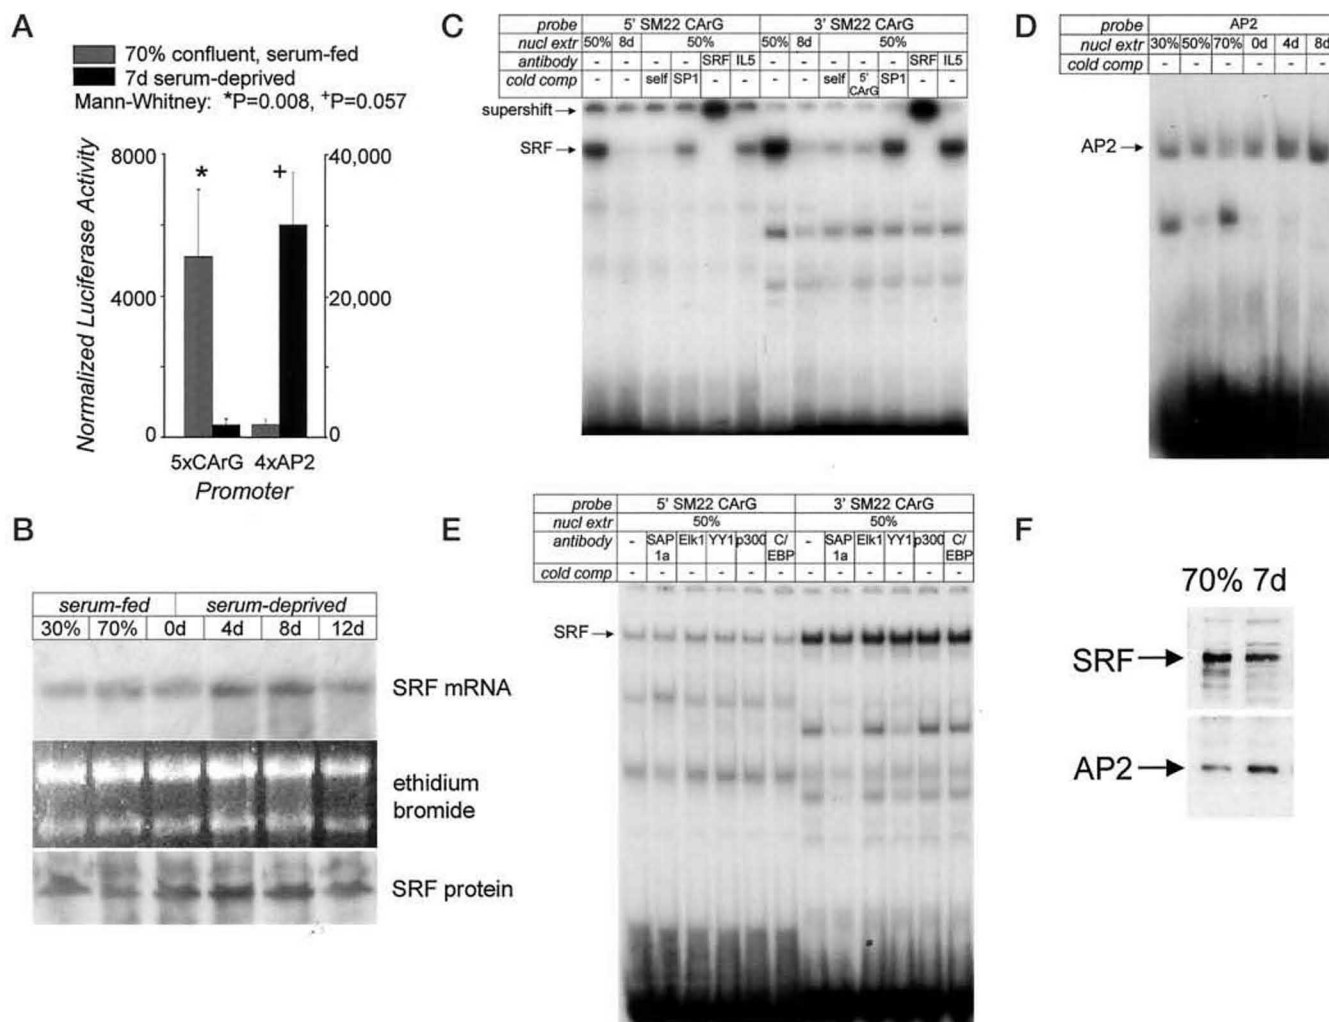 A
70% confluent, serum-fed
7d serum-deprived
Mann-Whitney: *P=0.008, +P=0.057
Normalized Luciferase Activity
8000
4000
0
*
+
40,000
20,000
0
5xCArG 4xAP2
Promoter
B
serum-fed serum-deprived
30% 70% 0d 4d 8d 12d
SRF mRNA
ethidium
bromide
SRF protein
C
probe 5' SM22 CArG 3' SM22 CArG
nucl extr 50% 8d 50% 50% 8d 50%
antibody - - - - SRF IL5 - - - - - SRF IL5
cold comp - - self SP1 - - - - self 5' CArG SP1 - -
supershift
SRF
D
probe AP2
nucl extr 30% 50% 70% 0d 4d 8d
cold comp - - - - - -
AP2
E
probe 5' SM22 CArG 3' SM22 CArG
nucl extr 50% 50%
antibody - SAP 1a Elk1 YY1 p300 C/EBP - SAP 1a Elk1 YY1 p300 C/EBP
cold comp - - - - - - - - - - - -
SRF
F
70% 7d
SRF
AP2